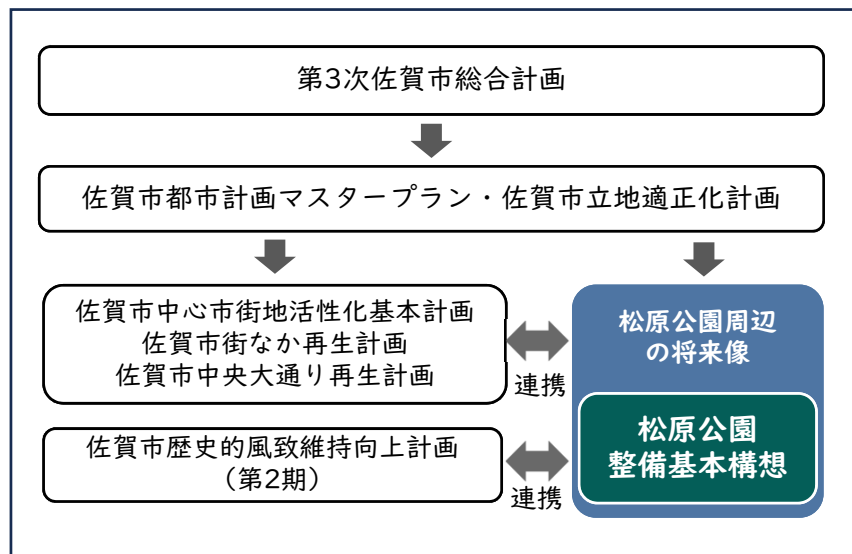 第3次佐賀市総合計画
佐賀市都市計画マスタープラン・佐賀市立地適正化計画
佐賀市中心市街地活性化基本計画
佐賀市街なか再生計画
佐賀市中央大通り再生計画
連携
松原公園周辺
の将来像
佐賀市歴史的風致維持向上計画
（第2期）
連携
松原公園
整備基本構想